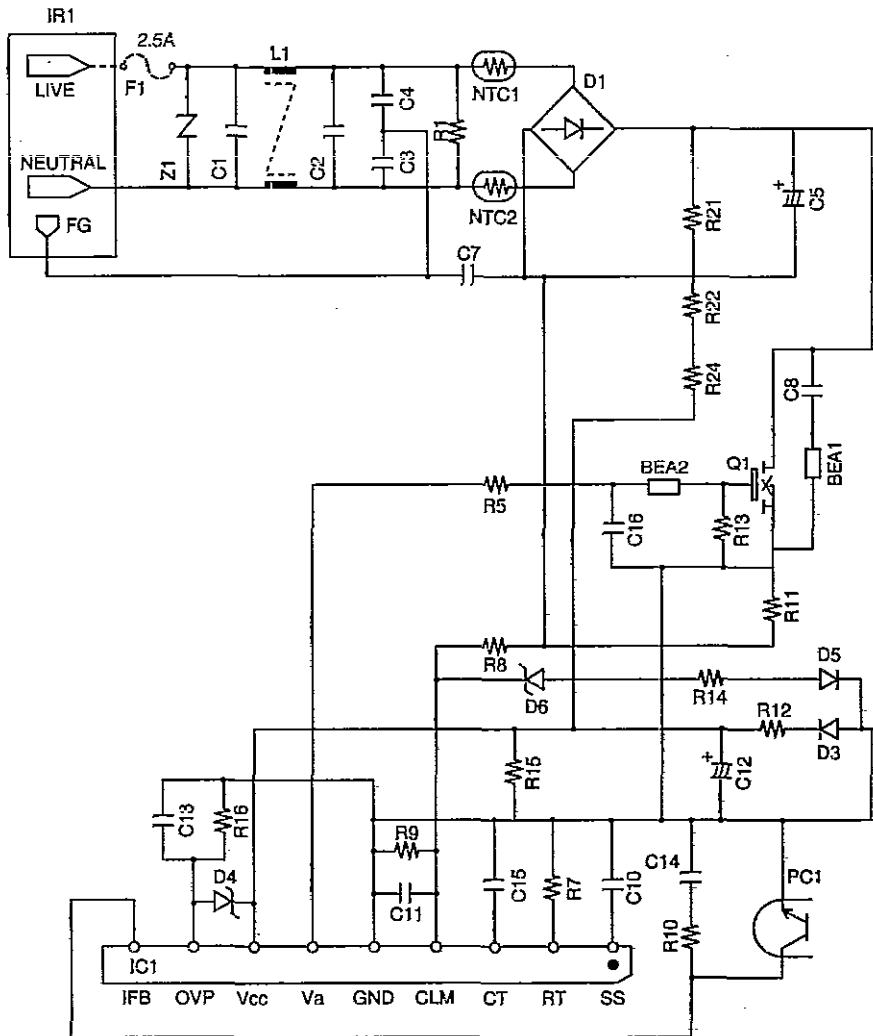 IR1
2.5A
L1
LIVE
F1
NTC1
D1
C4
Z1
C1
C2
C3
R1
NEUTRAL
NTC2
FG
C7
R21
C5
+
R22
R24
C8
BEA1
BEA2
Q1
R5
C16
R13
R11
R8
D6
R14
D5
R12
D3
R15
+
C12
C13
R16
D4
R9
C11
C15
R7
C10
C14
PC1
R10
IC1
IFB OVP Vcc Va GND CLM CT RT SS